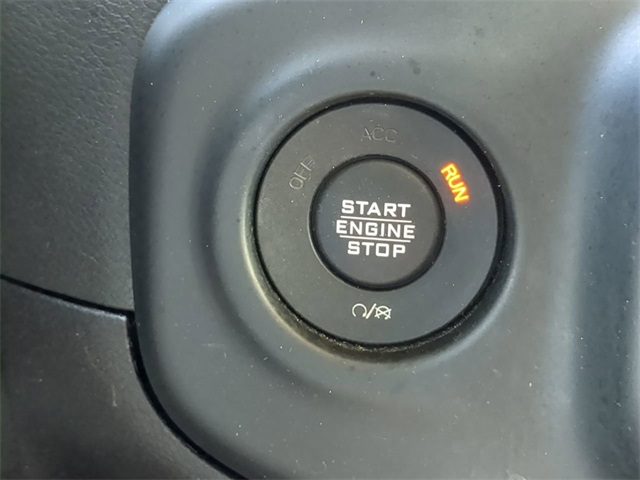 ACC
OFF
RUN
START
ENGINE
STOP